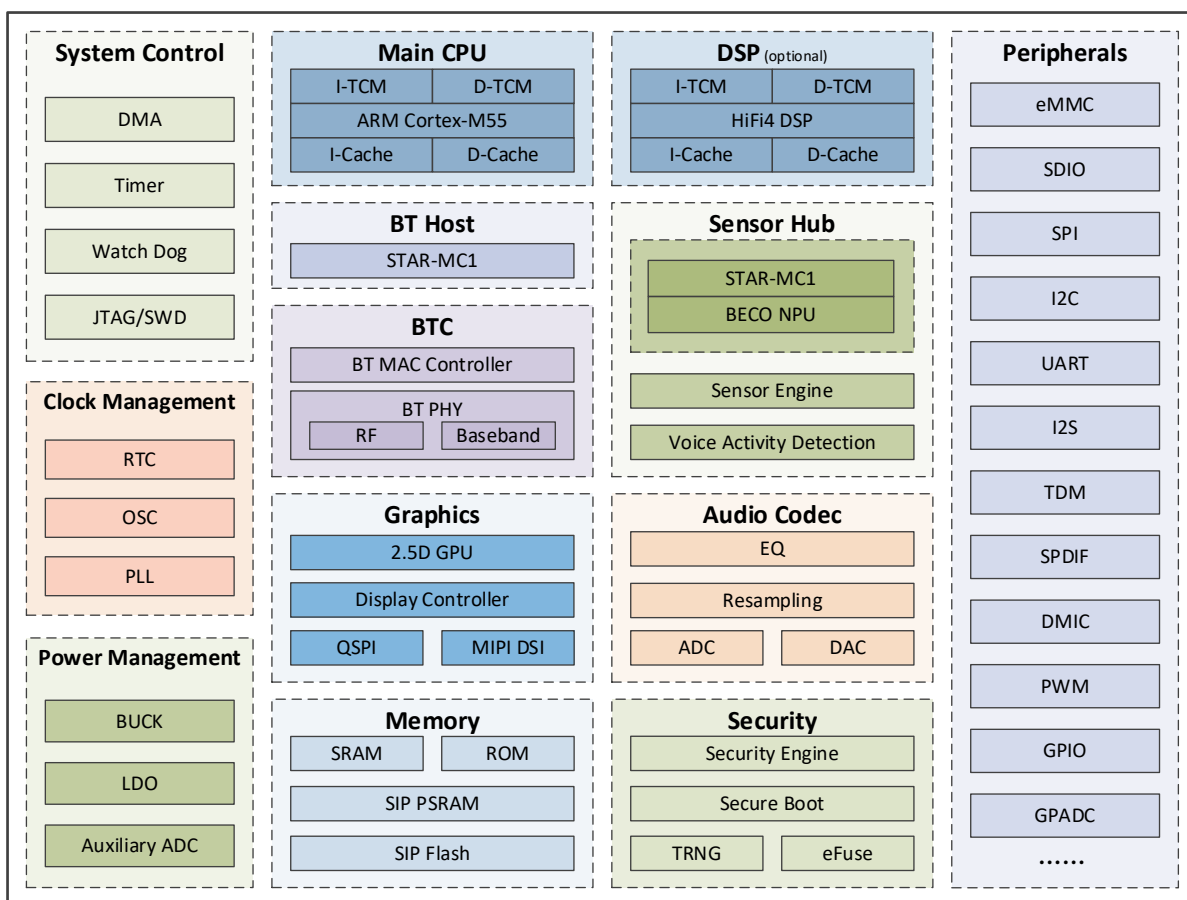 System Control
DMA
Timer
Watch Dog
JTAG/SWD
Clock Management
RTC
OSC
PLL
Power Management
BUCK
LDO
Auxiliary ADC
Main CPU
I-TCM D-TCM
ARM Cortex-M55
I-Cache D-Cache
BT Host
STAR-MC1
BTC
BT MAC Controller
BT PHY
RF Baseband
Graphics
2.5D GPU
Display Controller
QSPI MIPI DSI
Memory
SRAM ROM
SIP PSRAM
SIP Flash
DSP (optional)
I-TCM D-TCM
HiFi4 DSP
I-Cache D-Cache
Sensor Hub
STAR-MC1
BECO NPU
Sensor Engine
Voice Activity Detection
Audio Codec
EQ
Resampling
ADC DAC
Security
Security Engine
Secure Boot
TRNG eFuse
Peripherals
eMMC
SDIO
SPI
I2C
UART
I2S
TDM
SPDIF
DMIC
PWM
GPIO
GPADC
......